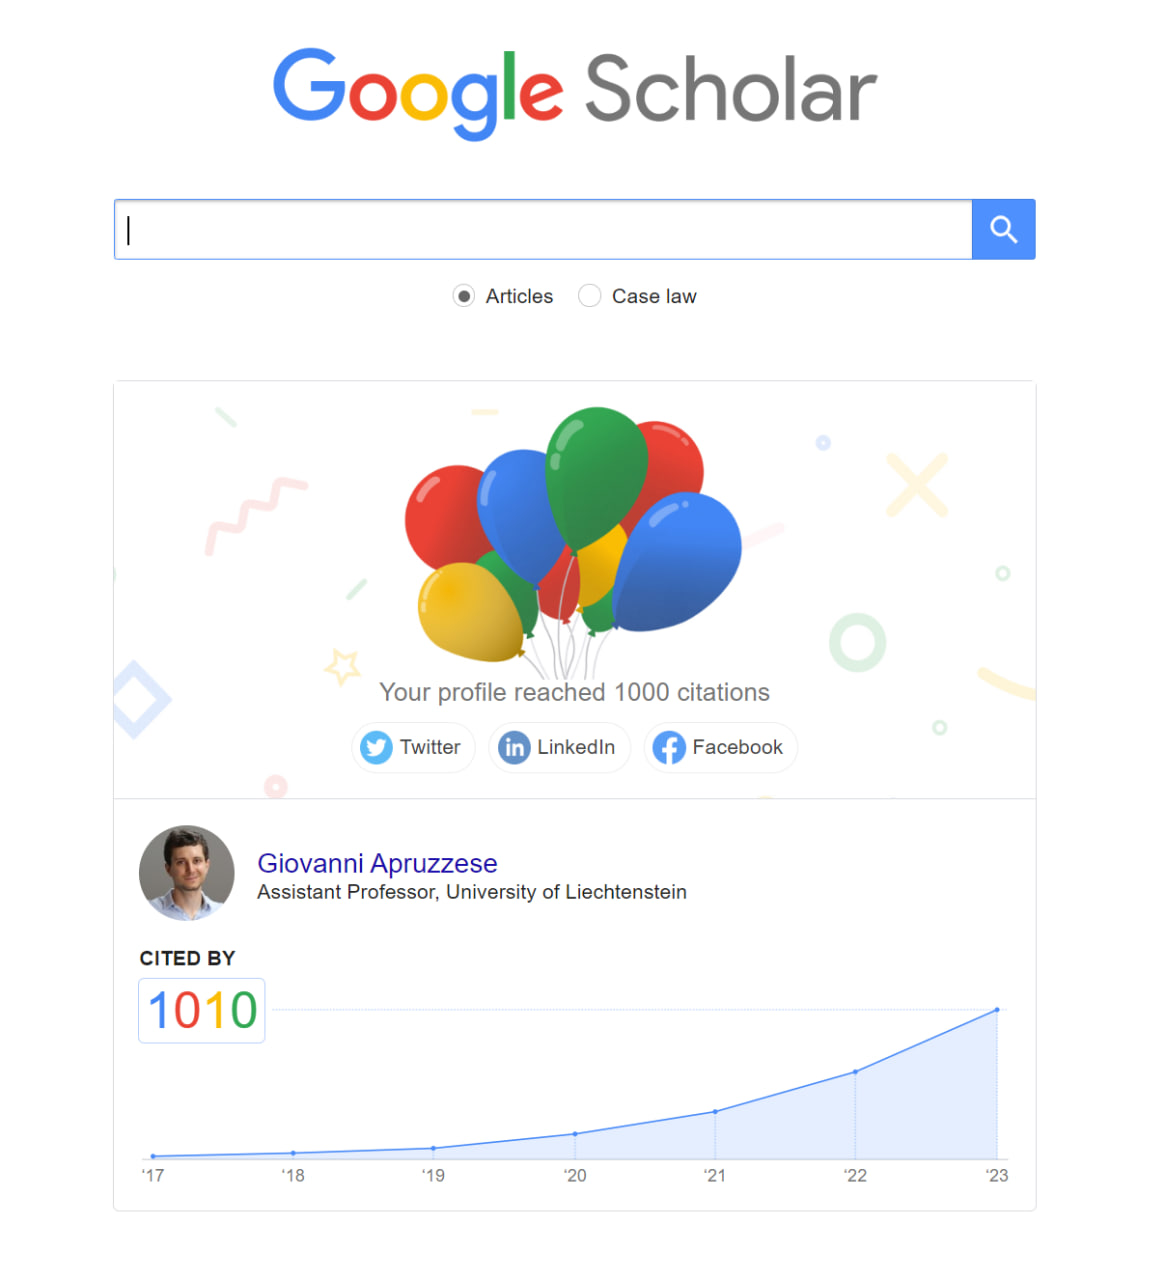 Google Scholar
Articles Case law
Your profile reached 1000 citations
Twitter LinkedIn Facebook
Giovanni Apruzzese
Assistant Professor, University of Liechtenstein
CITED BY
1010
‘17 ‘18 ‘19 ‘20 ‘21 ‘22 ‘23